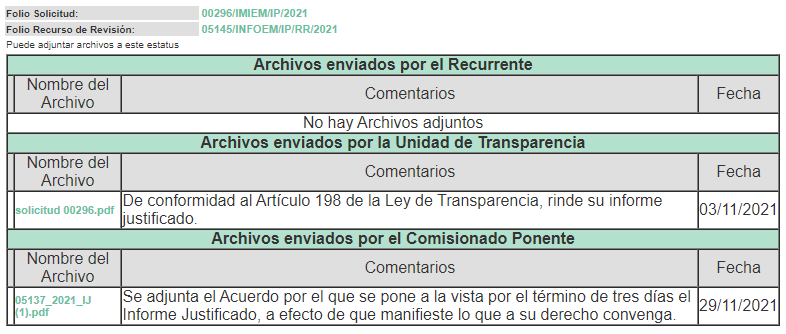 Folio Solicitud: 00296/IMIEM/IP/2021
Folio Recurso de Revisión: 05145/INFOEM/IP/RR/2021
Puede adjuntar archivos a este estatus
Archivos enviados por el Recurrente
Nombre del Archivo Comentarios Fecha
No hay Archivos adjuntos
Archivos enviados por la Unidad de Transparencia
Nombre del Archivo Comentarios Fecha
solicitud 00296.pdf De conformidad al Artículo 198 de la Ley de Transparencia, rinde su informe justificado. 03/11/2021
Archivos enviados por el Comisionado Ponente
Nombre del Archivo Comentarios Fecha
05137_2021_IJ (1).pdf Se adjunta el Acuerdo por el que se pone a la vista por el término de tres días el Informe Justificado, a efecto de que manifieste lo que a su derecho convenga. 29/11/2021